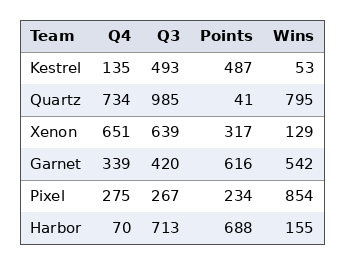 Team Q4 Q3 Points Wins
Kestrel 135 493 487 53
Quartz 734 985 41 795
Xenon 651 639 317 129
Garnet 339 420 616 542
Pixel 275 267 234 854
Harbor 70 713 688 155